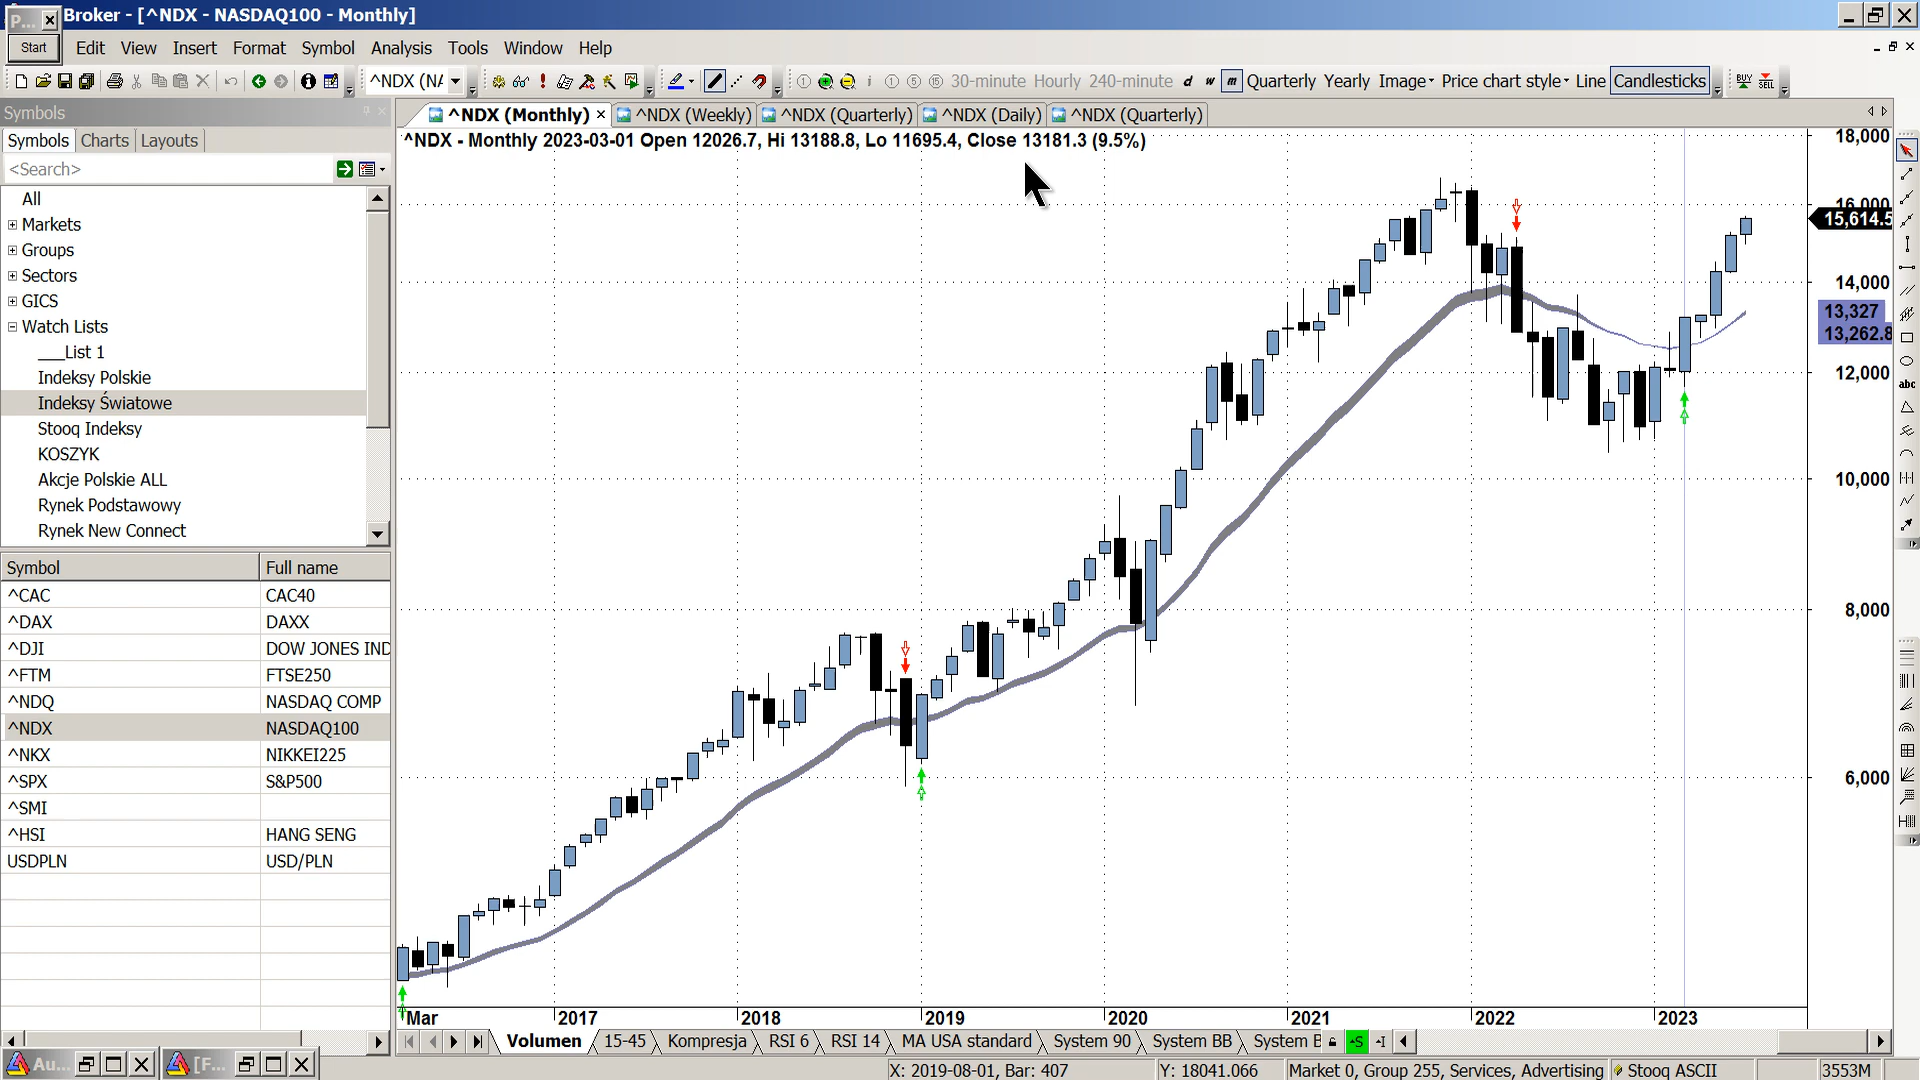 P...
Broker - [^NDX - NASDAQ100 - Monthly]
Start
Edit View Insert Format Symbol Analysis Tools Window Help
^NDX (NA
30-minute Hourly 240-minute d w m Quarterly Yearly Image Price chart style Line Candlesticks
BUY SELL
Symbols
^NDX (Monthly) ^NDX (Weekly) ^NDX (Quarterly) ^NDX (Daily) ^NDX (Quarterly)
Symbols Charts Layouts
^NDX - Monthly 2023-03-01 Open 12026.7, Hi 13188.8, Lo 11695.4, Close 13181.3 (9.5%)
<Search>
All
Markets
Groups
Sectors
GICS
Watch Lists
___List 1
Indeksy Polskie
Indeksy Światowe
Stooq Indeksy
KOSZYK
Akcje Polskie ALL
Rynek Podstawowy
Rynek New Connect
Symbol Full name
^CAC CAC40
^DAX DAXX
^DJI DOW JONES IND
^FTM FTSE250
^NDQ NASDAQ COMP
^NDX NASDAQ100
^NKX NIKKEI225
^SPX S&P500
^SMI
^HSI HANG SENG
USDPLN USD/PLN
18,000
16,000
15,614.5
14,000
13,327
13,262.8
12,000
10,000
8,000
6,000
abc
Mar 2017 2018 2019 2020 2021 2022 2023
Volumen 15-45 Kompresja RSI 6 RSI 14 MA USA standard System 90 System BB System B
S I
Au... [F...
X: 2019-08-01, Bar: 407 Y: 18041.066 Market 0, Group 255, Services, Advertising Stooq ASCII 3553M